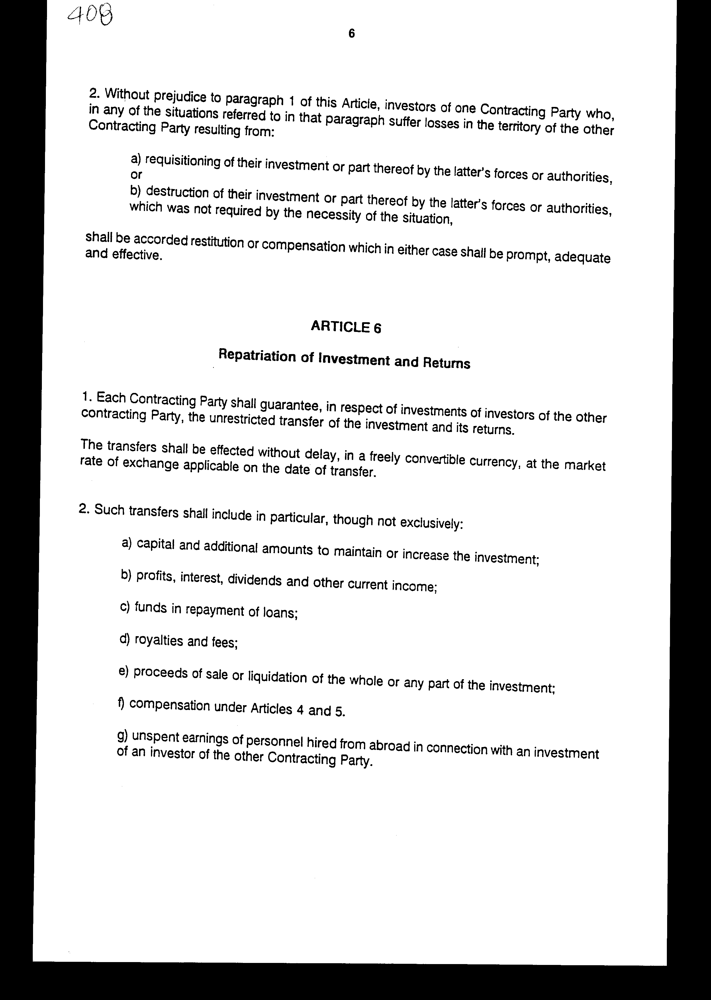 408
6
2. Without prejudice to paragraph 1 of this Article, investors of one Contracting Party who,
in any of the situations referred to in that paragraph suffer losses in the territory of the other
Contracting Party resulting from:
a) requisitioning of their investment or part thereof by the latter's forces or authorities,
or
b) destruction of their investment or part thereof by the latter's forces or authorities,
which was not required by the necessity of the situation,
shall be accorded restitution or compensation which in either case shall be prompt, adequate
and effective.
ARTICLE 6
Repatriation of Investment and Returns
1. Each Contracting Party shall guarantee, in respect of investments of investors of the other
contracting Party, the unrestricted transfer of the investment and its returns.
The transfers shall be effected without delay, in a freely convertible currency, at the market
rate of exchange applicable on the date of transfer.
2. Such transfers shall include in particular, though not exclusively:
a) capital and additional amounts to maintain or increase the investment;
b) profits, interest, dividends and other current income;
c) funds in repayment of loans;
d) royalties and fees;
e) proceeds of sale or liquidation of the whole or any part of the investment;
f) compensation under Articles 4 and 5.
g) unspent earnings of personnel hired from abroad in connection with an investment
of an investor of the other Contracting Party.